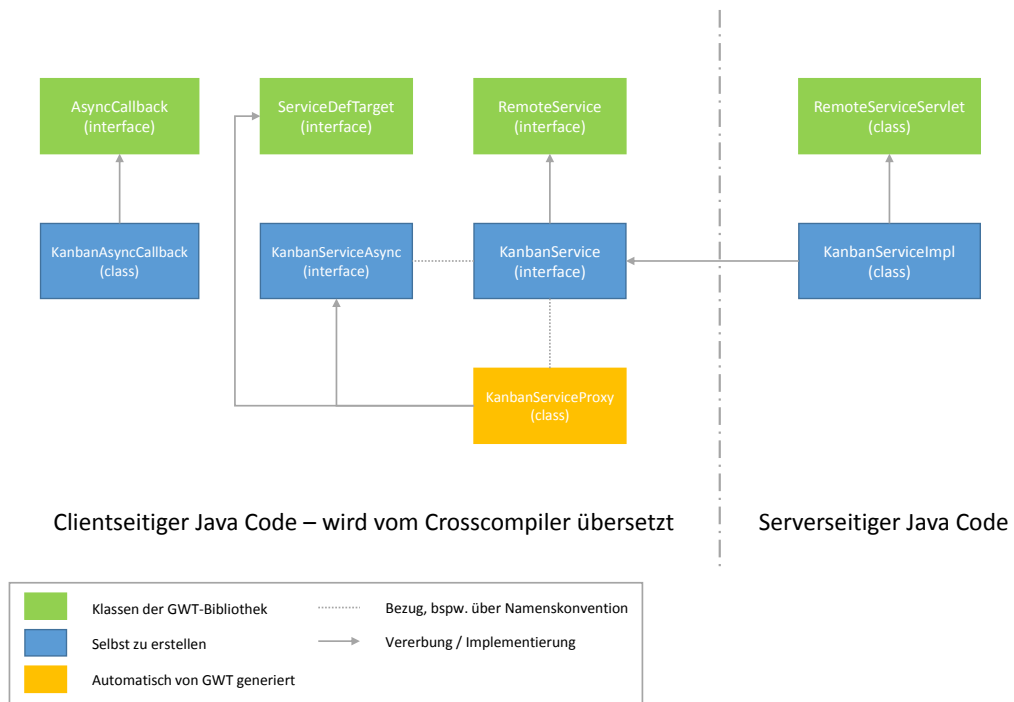 AsyncCallback
(interface)
ServiceDefTarget
(interface)
RemoteService
(interface)
RemoteServiceServlet
(class)
KanbanAsyncCallback
(class)
KanbanServiceAsync
(interface)
KanbanService
(interface)
KanbanServiceImpl
(class)
KanbanServiceProxy
(class)
Clientseitiger Java Code – wird vom Crosscompiler übersetzt
Serverseitiger Java Code
Klassen der GWT-Bibliothek
Bezug, bspw. über Namenskonvention
Selbst zu erstellen
Vererbung / Implementierung
Automatisch von GWT generiert